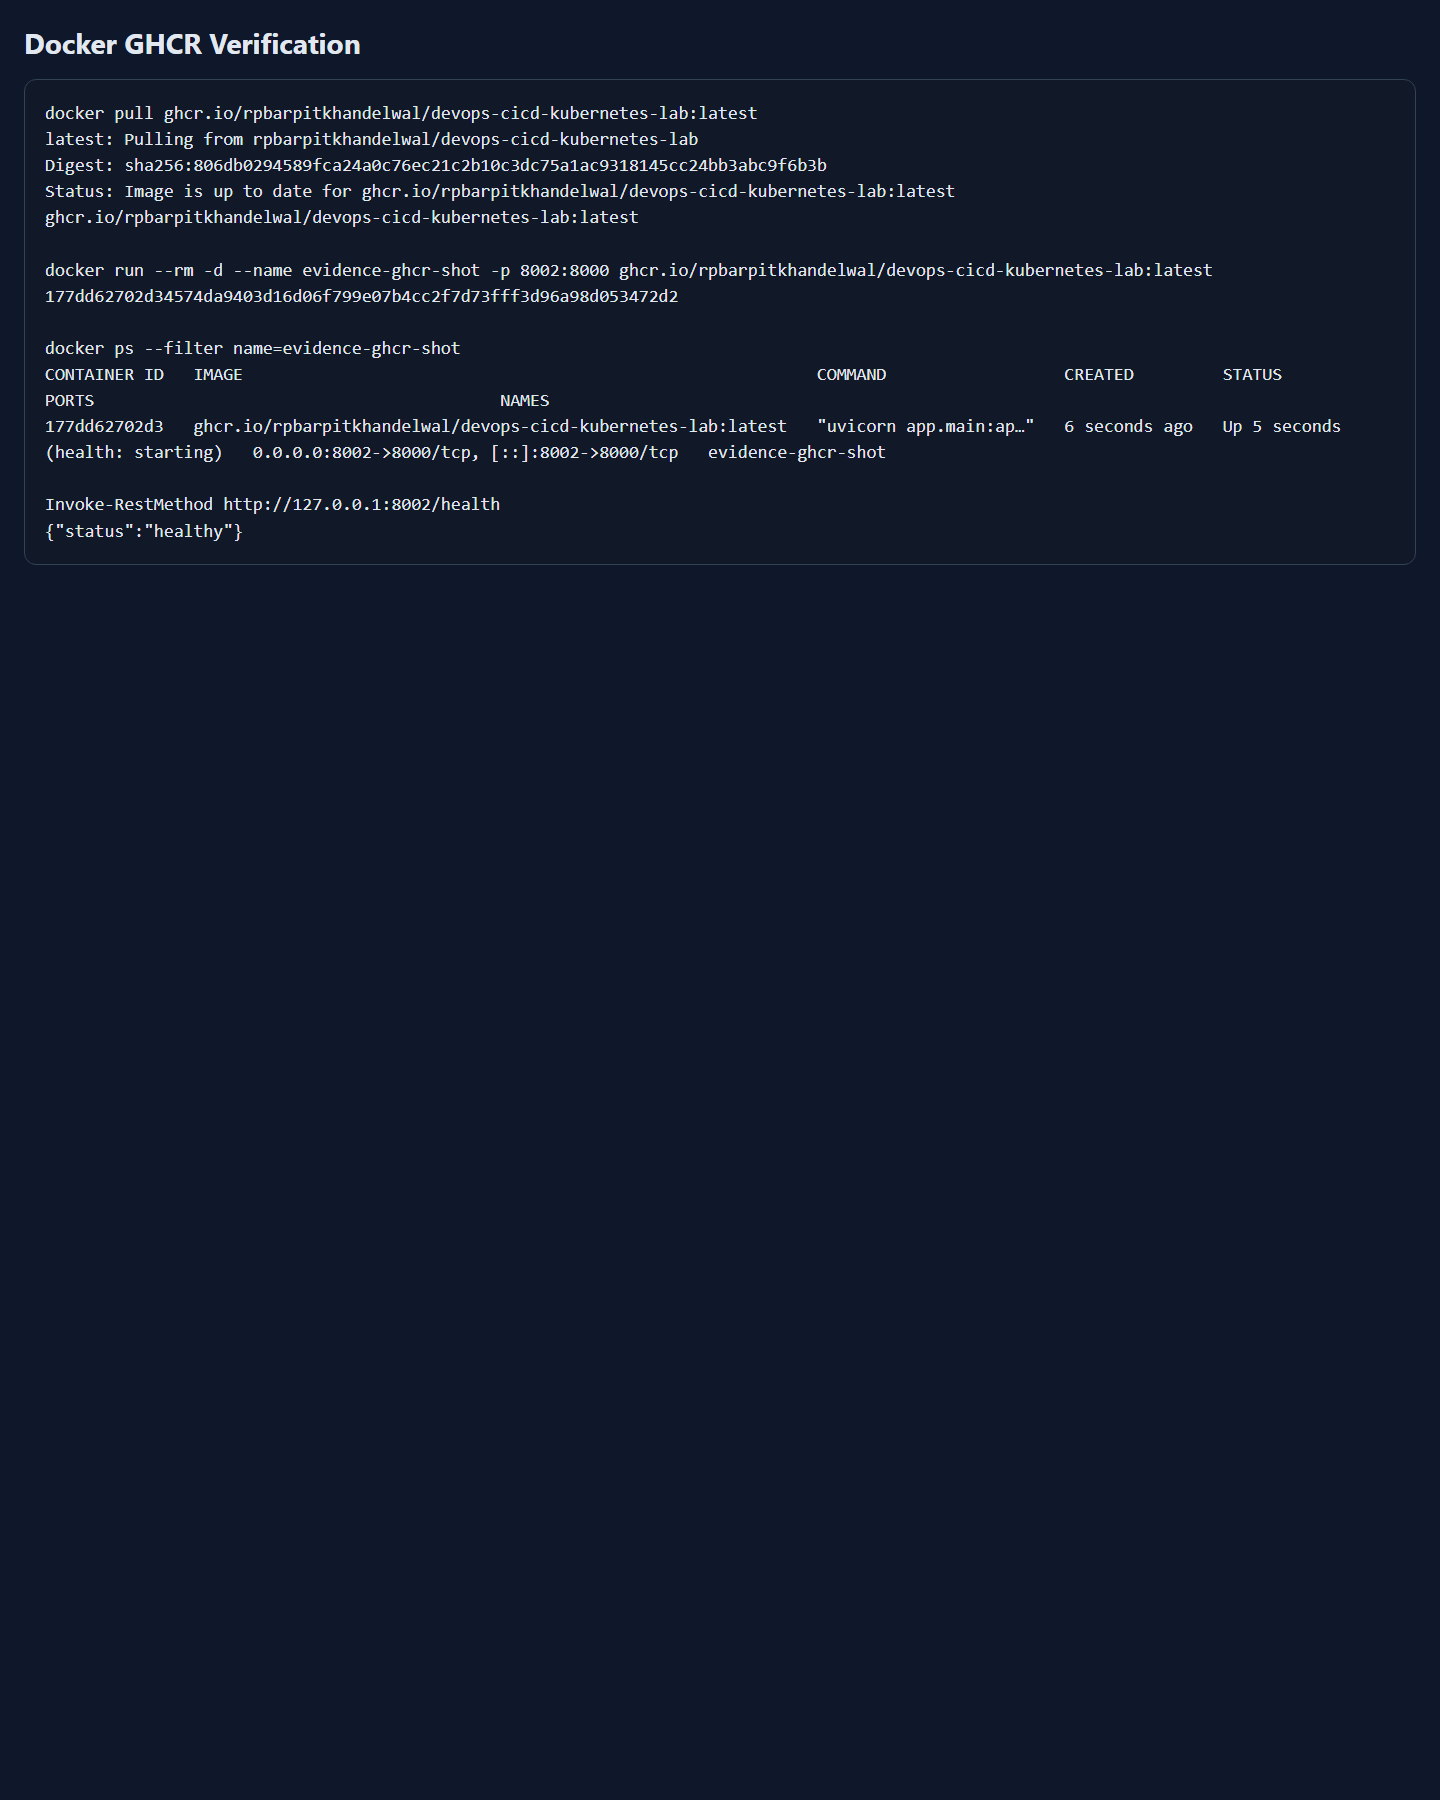 Docker GHCR Verification
docker pull ghcr.io/rpbarpitkhandelwal/devops-cicd-kubernetes-lab:latest
latest: Pulling from rpbarpitkhandelwal/devops-cicd-kubernetes-lab
Digest: sha256:806db0294589fca24a0c76ec21c2b10c3dc75a1ac9318145cc24bb3abc9f6b3b
Status: Image is up to date for ghcr.io/rpbarpitkhandelwal/devops-cicd-kubernetes-lab:latest
ghcr.io/rpbarpitkhandelwal/devops-cicd-kubernetes-lab:latest
docker run --rm -d --name evidence-ghcr-shot -p 8002:8000 ghcr.io/rpbarpitkhandelwal/devops-cicd-kubernetes-lab:latest
177dd62702d34574da9403d16d06f799e07b4cc2f7d73fff3d96a98d053472d2
docker ps --filter name=evidence-ghcr-shot
CONTAINER ID   IMAGE                                                          COMMAND                  CREATED         STATUS
PORTS                                         NAMES
177dd62702d3   ghcr.io/rpbarpitkhandelwal/devops-cicd-kubernetes-lab:latest   "uvicorn app.main:ap…"   6 seconds ago   Up 5 seconds
(health: starting)   0.0.0.0:8002->8000/tcp, [::]:8002->8000/tcp   evidence-ghcr-shot
Invoke-RestMethod http://127.0.0.1:8002/health
{"status":"healthy"}